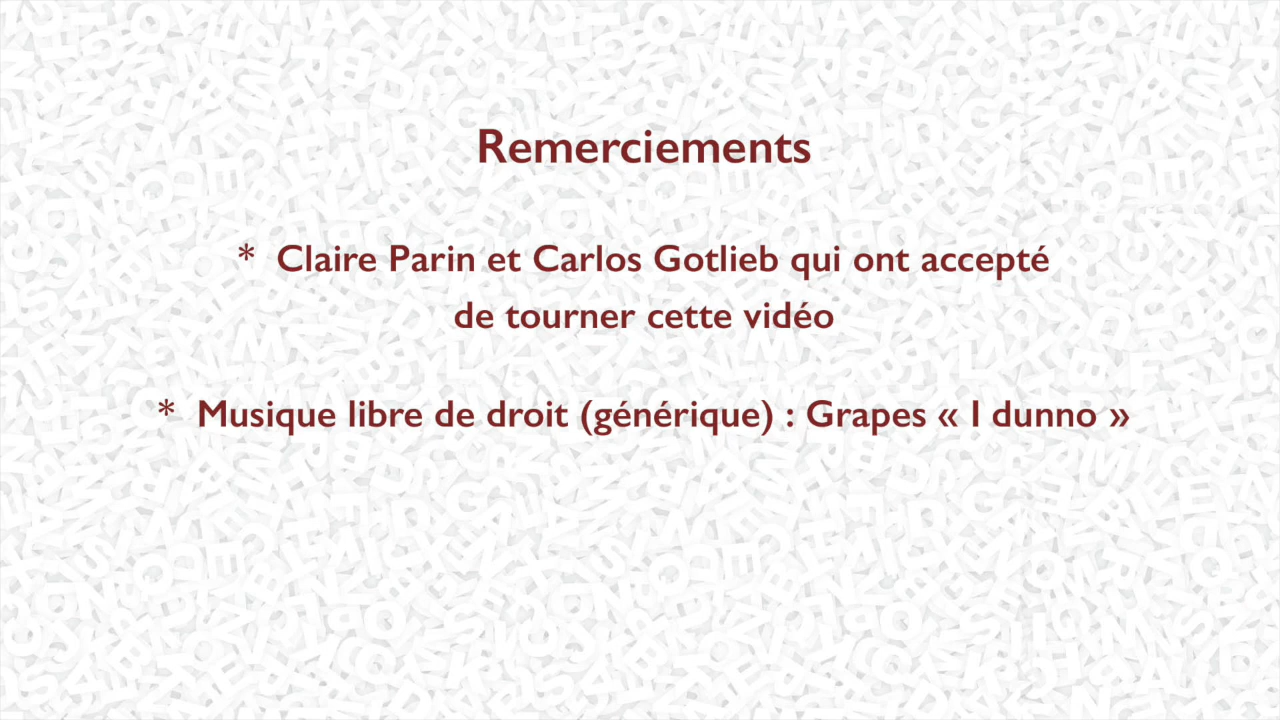 Remerciements
* Claire Parin et Carlos Gotlieb qui ont accepté
de tourner cette vidéo
* Musique libre de droit (générique) : Grapes « I dunno »